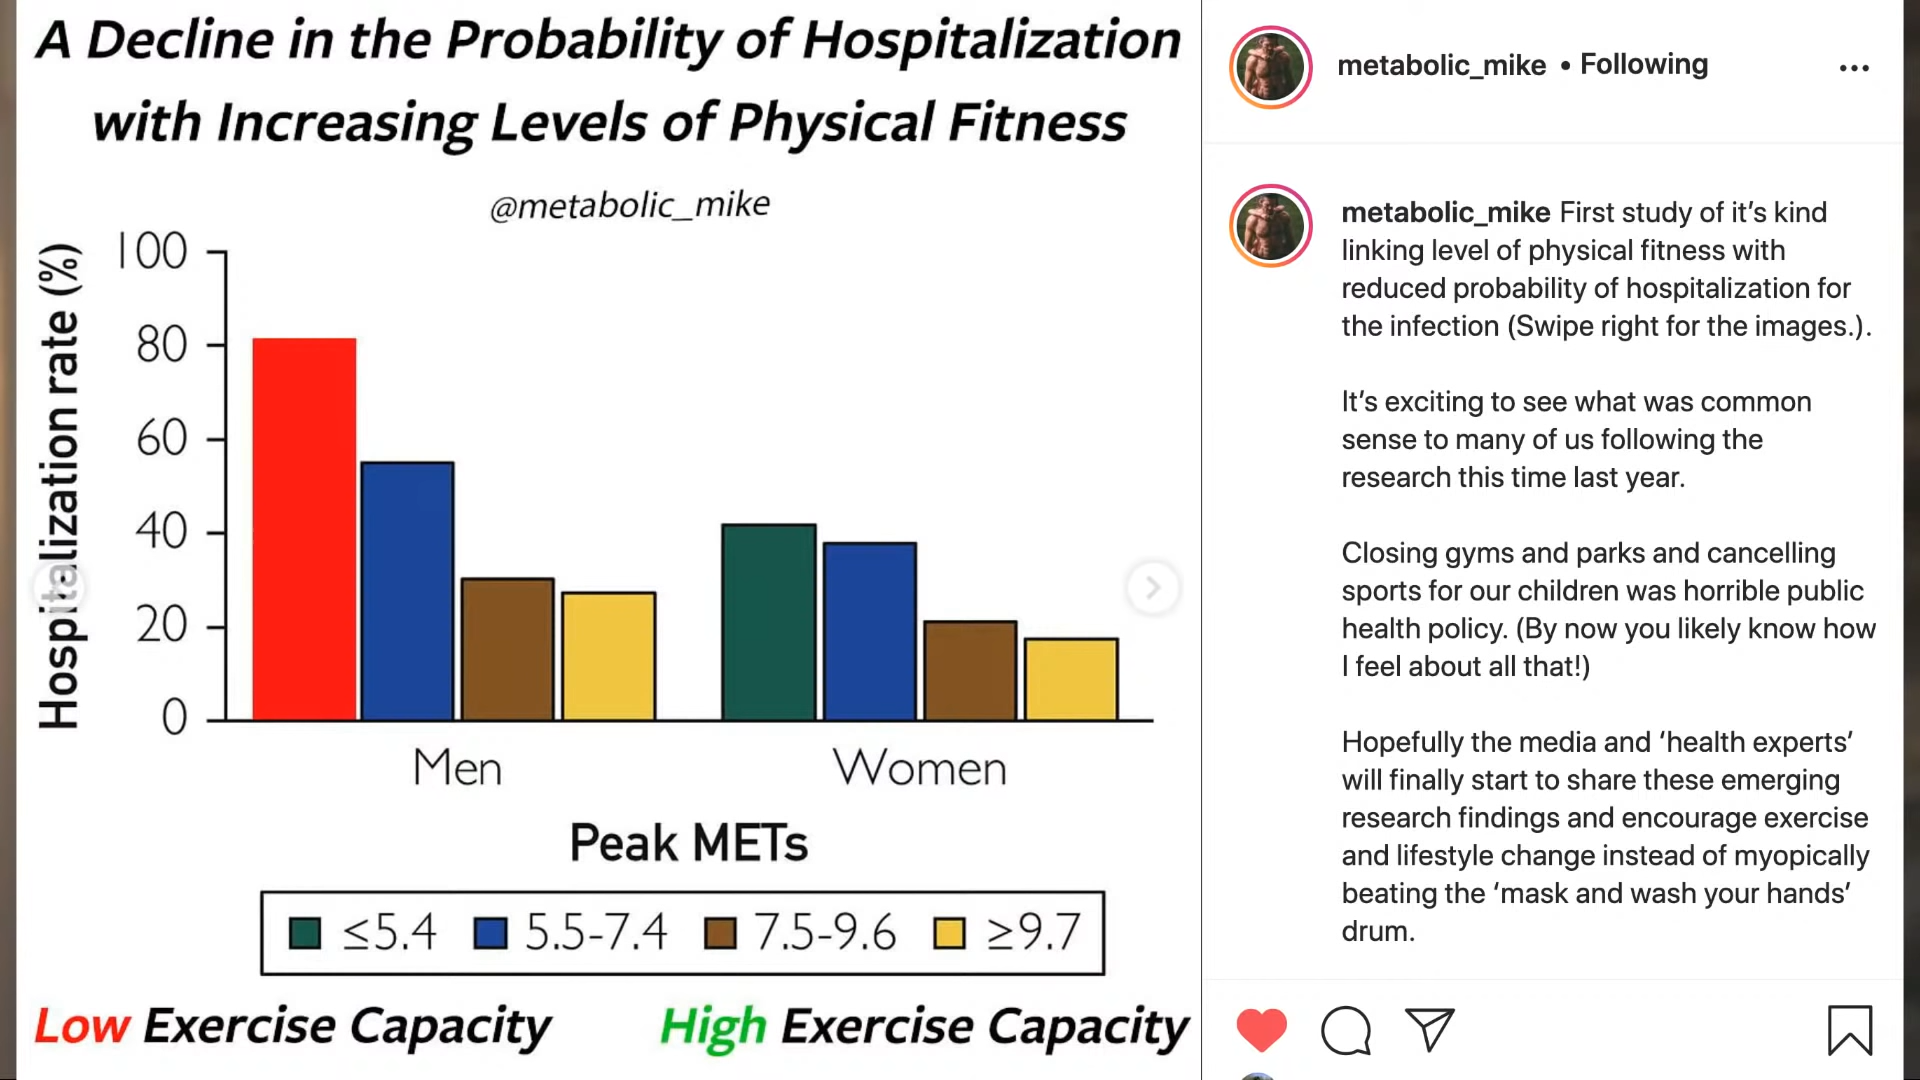 A Decline in the Probability of Hospitalization
with Increasing Levels of Physical Fitness
@metabolic_mike
Hospitalization rate (%)
100
80
60
40
20
0
Men
Women
Peak METs
≤5.4
5.5-7.4
7.5-9.6
≥9.7
Low Exercise Capacity
High Exercise Capacity
metabolic_mike • Following
metabolic_mike First study of it’s kind
linking level of physical fitness with
reduced probability of hospitalization for
the infection (Swipe right for the images.).
It’s exciting to see what was common
sense to many of us following the
research this time last year.
Closing gyms and parks and cancelling
sports for our children was horrible public
health policy. (By now you likely know how
I feel about all that!)
Hopefully the media and ‘health experts’
will finally start to share these emerging
research findings and encourage exercise
and lifestyle change instead of myopically
beating the ‘mask and wash your hands’
drum.